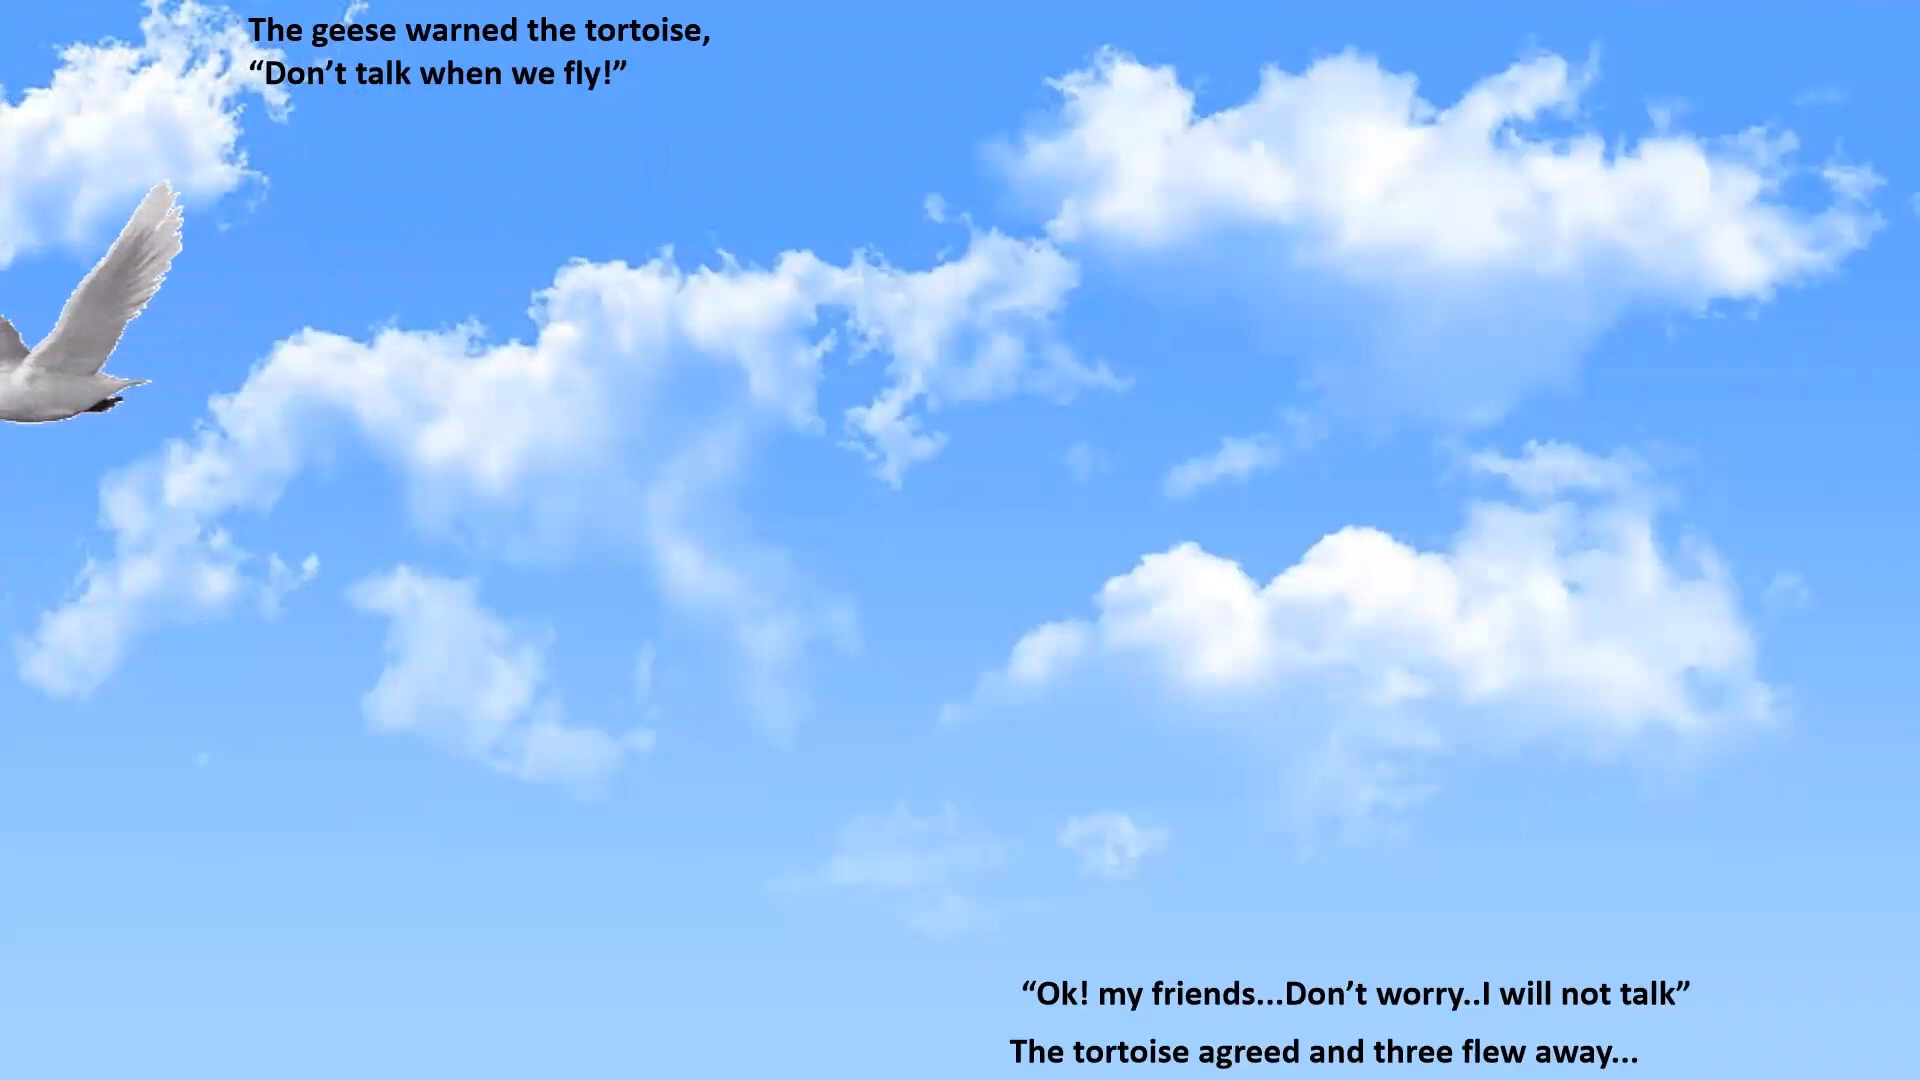 The geese warned the tortoise,
“Don’t talk when we fly!”
“Ok! my friends...Don’t worry..I will not talk”
The tortoise agreed and three flew away...